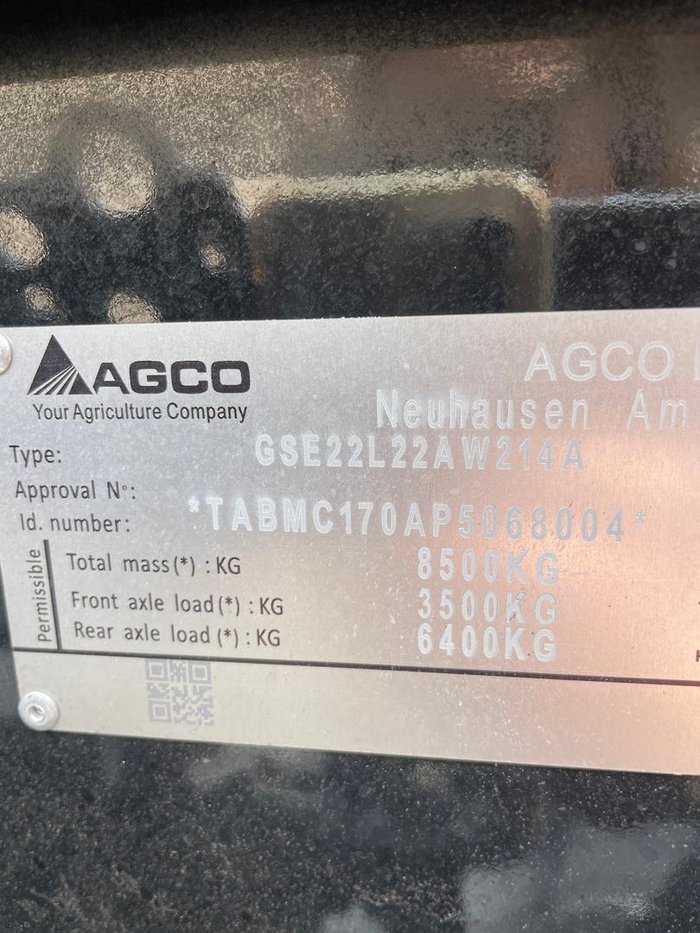 AGCO
Your Agriculture Company
AGCO
Neuhausen Am
Type: GSE22L22AW214A
Approval N°:
Id. number: *TABMC170AP5068004*
Permissible
Total mass(*) : KG 8500KG
Front axle load(*) : KG 3500KG
Rear axle load(*) : KG 6400KG